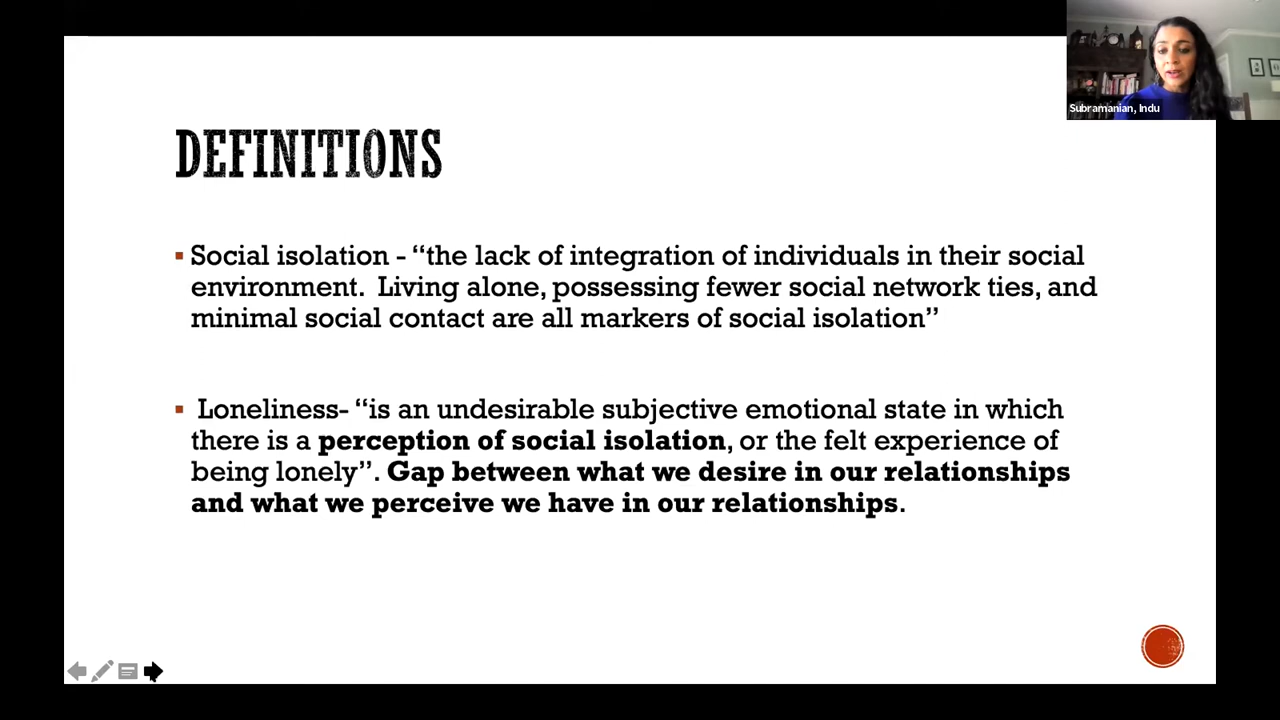 Subramanian, Indu
DEFINITIONS
▪ Social isolation - “the lack of integration of individuals in their social
environment.  Living alone, possessing fewer social network ties, and
minimal social contact are all markers of social isolation”
▪ Loneliness- “is an undesirable subjective emotional state in which
there is a perception of social isolation, or the felt experience of
being lonely”. Gap between what we desire in our relationships
and what we perceive we have in our relationships.